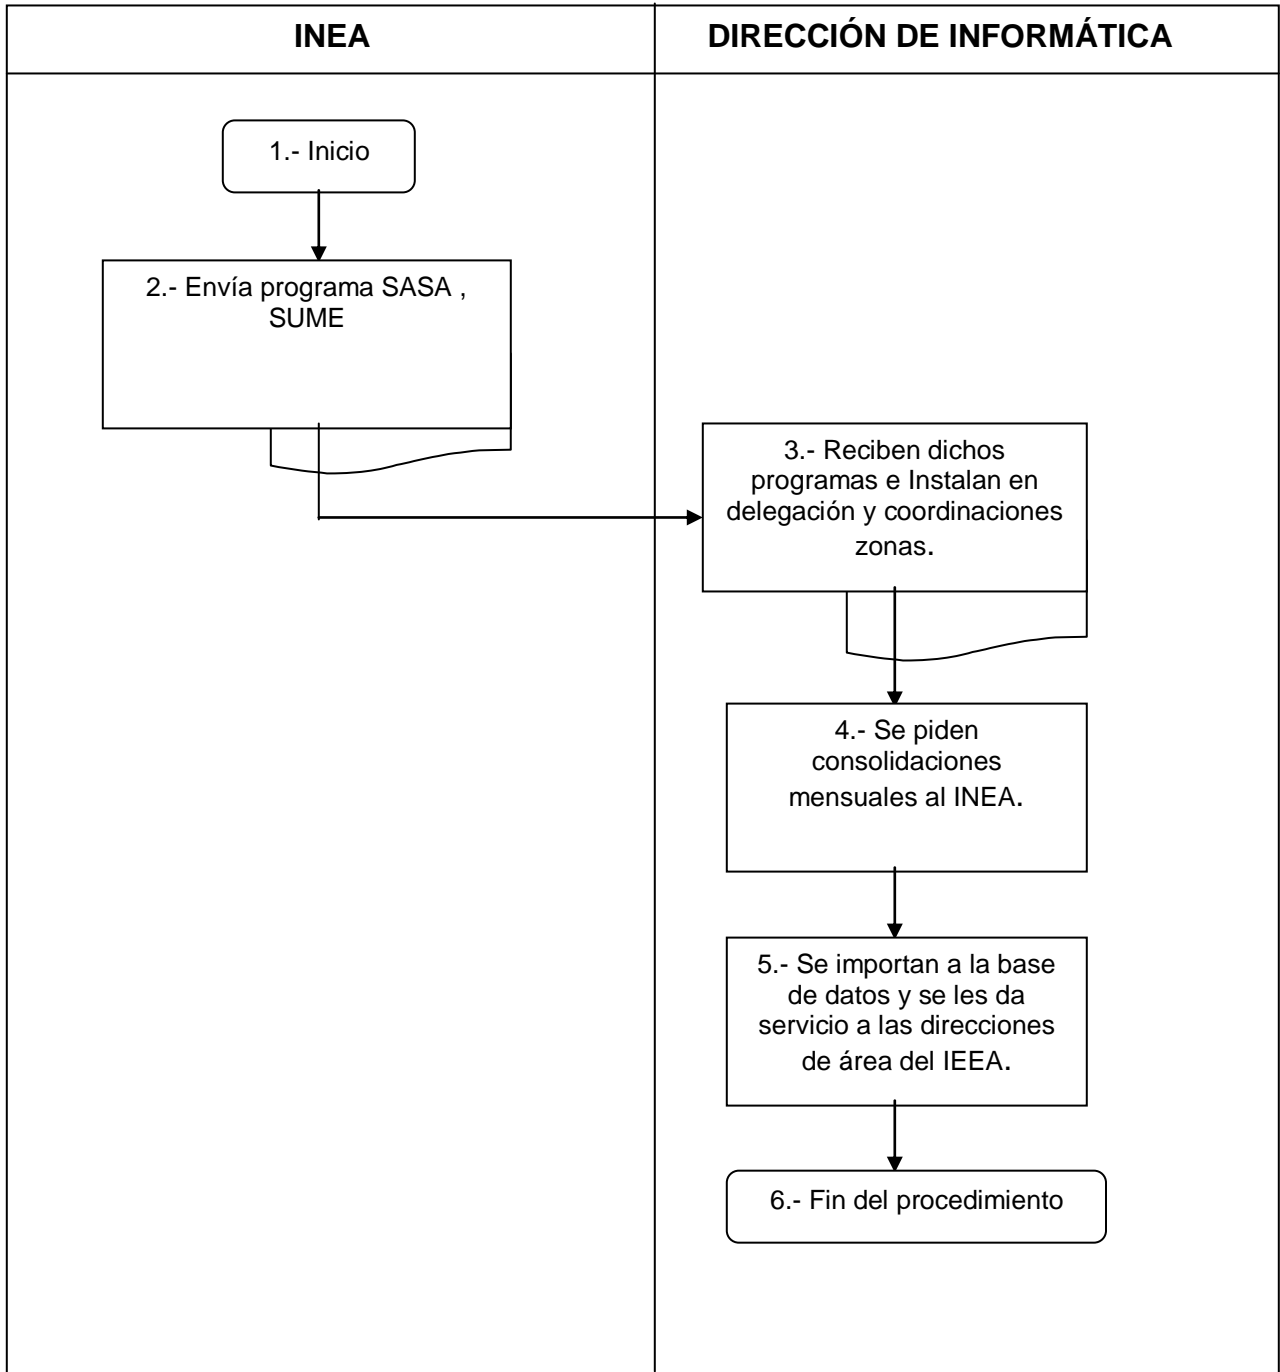 INEA
DIRECCIÓN DE INFORMÁTICA
1.- Inicio
2.- Envía programa SASA ,
SUME
3.- Reciben dichos
programas e Instalan en
delegación y coordinaciones
zonas.
4.- Se piden
consolidaciones
mensuales al INEA.
5.- Se importan a la base
de datos y se les da
servicio a las direcciones
de área del IEEA.
6.- Fin del procedimiento